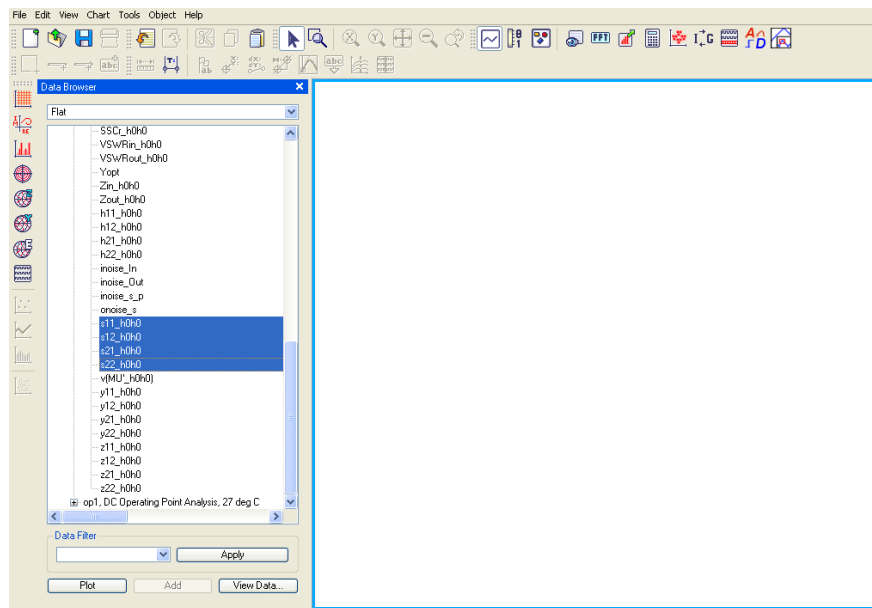 File Edit View Chart Tools Object Help
FFT
Data Browser
Flat
SSCr_h0h0
VSWRin_h0h0
VSWRout_h0h0
Yopt
Zin_h0h0
Zout_h0h0
h11_h0h0
h12_h0h0
h21_h0h0
h22_h0h0
inoise_In
inoise_Out
inoise_s_p
onoise_s
s11_h0h0
s12_h0h0
s21_h0h0
s22_h0h0
v(MU'_h0h0)
y11_h0h0
y12_h0h0
y21_h0h0
y22_h0h0
z11_h0h0
z12_h0h0
z21_h0h0
z22_h0h0
op1, DC Operating Point Analysis, 27 deg C
Data Filter
Apply
Plot Add View Data...